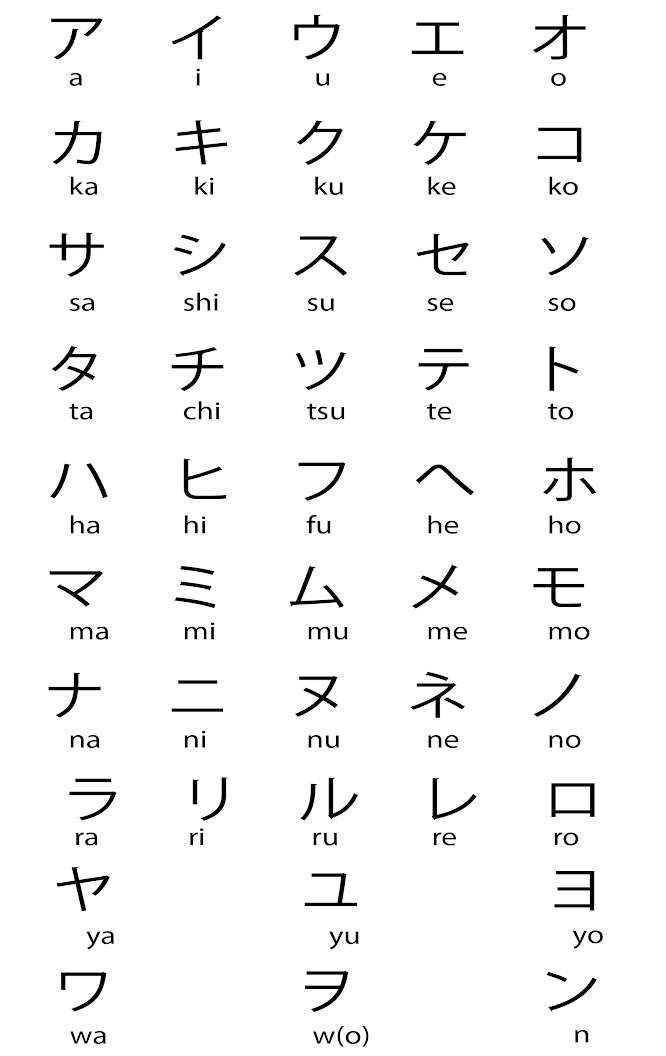 ア イ ウ エ オ
a i u e o
カ キ ク ケ コ
ka ki ku ke ko
サ シ ス セ ソ
sa shi su se so
タ チ ツ テ ト
ta chi tsu te to
ハ ヒ フ ヘ ホ
ha hi fu he ho
マ ミ ム メ モ
ma mi mu me mo
ナ ニ ヌ ネ ノ
na ni nu ne no
ラ リ ル レ ロ
ra ri ru re ro
ヤ ユ ヨ
ya yu yo
ワ ヲ ン
wa w(o) n